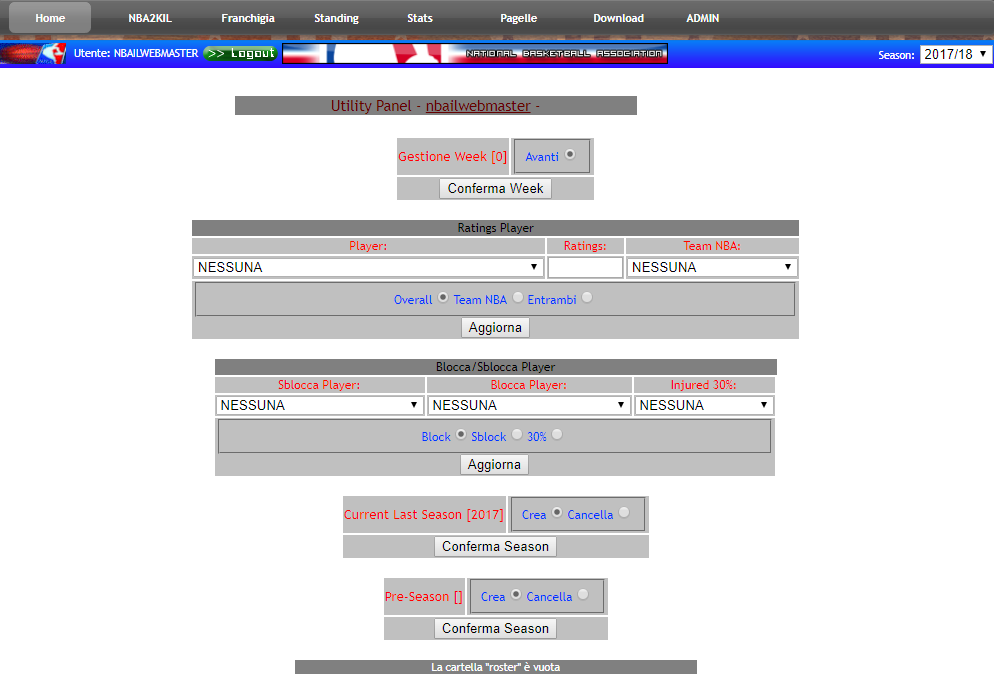 Home NBA2KIL Franchigia Standing Stats Pagelle Download ADMIN
Utente: NBAILWEBMASTER >> Logout NATIONAL BASKETBALL ASSOCIATION Season: 2017/18
Utility Panel - nbailwebmaster -
Gestione Week [0] Avanti
Conferma Week
Ratings Player
Player: Ratings: Team NBA:
NESSUNA NESSUNA
Overall Team NBA Entrambi
Aggiorna
Blocca/Sblocca Player
Sblocca Player: Blocca Player: Injured 30%:
NESSUNA NESSUNA NESSUNA
Block Sblock 30%
Aggiorna
Current Last Season [2017] Crea Cancella
Conferma Season
Pre-Season [] Crea Cancella
Conferma Season
La cartella "roster" è vuota